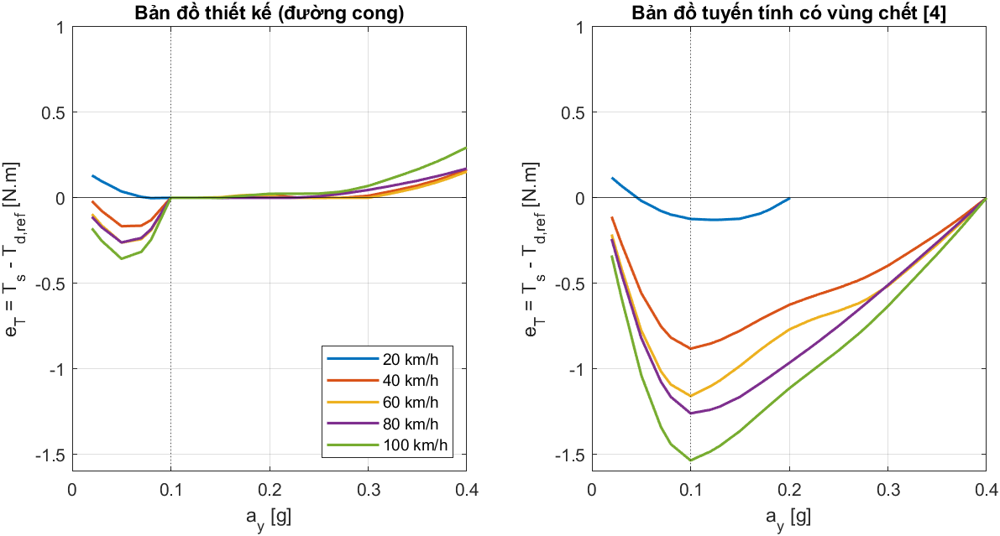 Bản đồ thiết kế (đường cong)
1
0.5
0
-0.5
-1
-1.5
0
0.1
0.2
0.3
0.4
e_T = T_s - T_d,ref [N.m]
a_y [g]
20 km/h
40 km/h
60 km/h
80 km/h
100 km/h
Bản đồ tuyến tính có vùng chết [4]
1
0.5
0
-0.5
-1
-1.5
0
0.1
0.2
0.3
0.4
e_T = T_s - T_d,ref [N.m]
a_y [g]